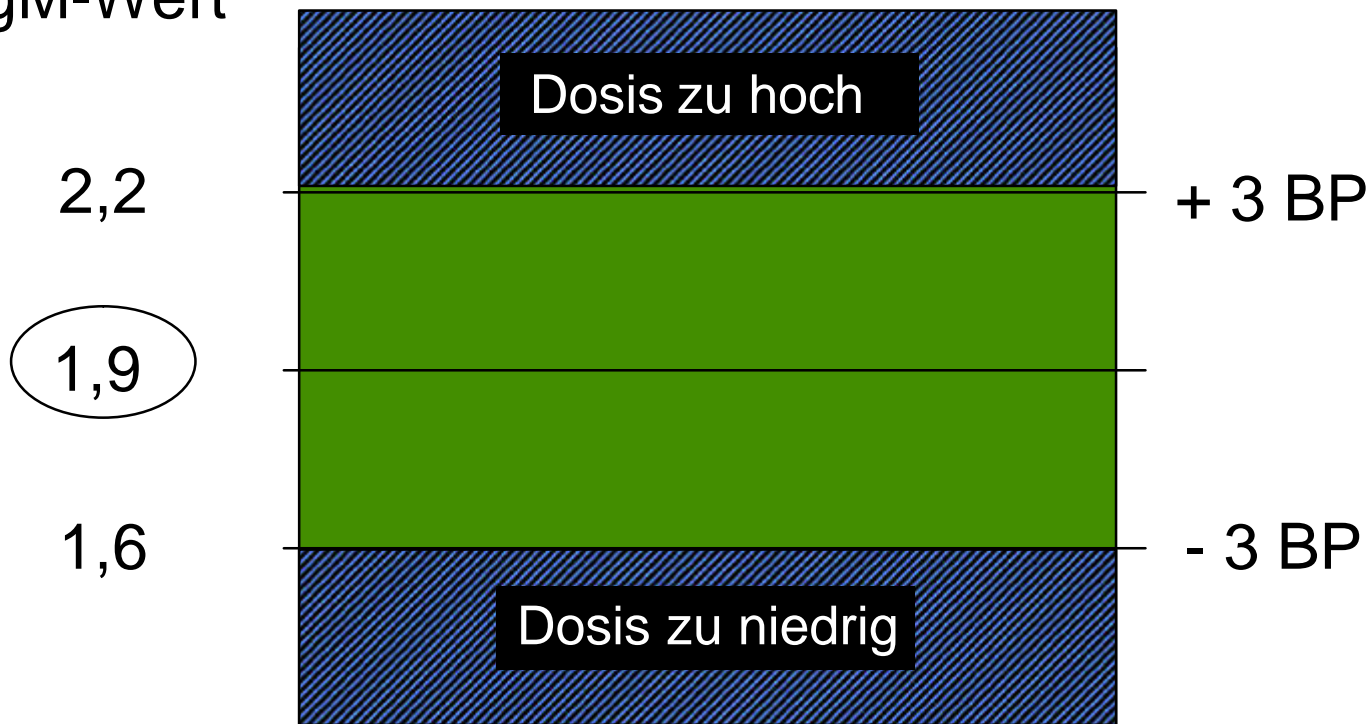 gM-Wert
Dosis zu hoch
2,2
+ 3 BP
1,9
1,6
- 3 BP
Dosis zu niedrig